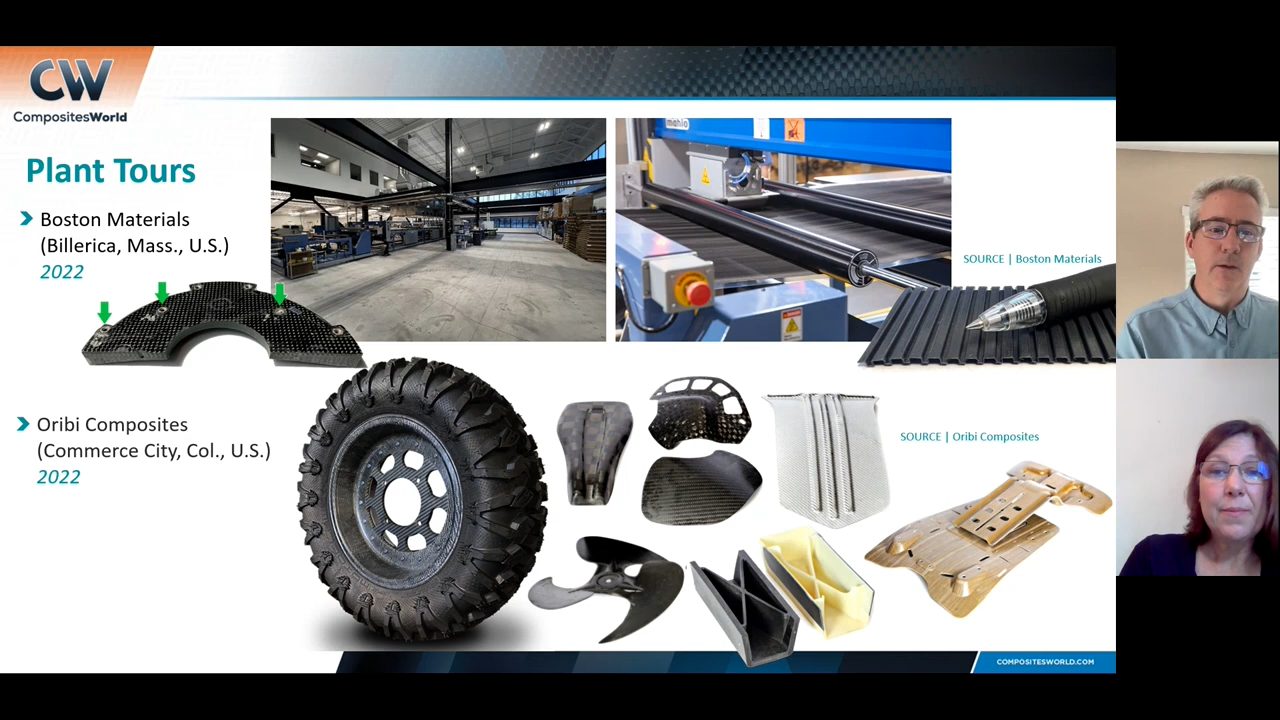 CW
CompositesWorld
Plant Tours
Boston Materials
(Billerica, Mass., U.S.)
2022
mahlo
SOURCE | Boston Materials
Oribi Composites
(Commerce City, Col., U.S.)
2022
SOURCE | Oribi Composites
COMPOSITESWORLD.COM